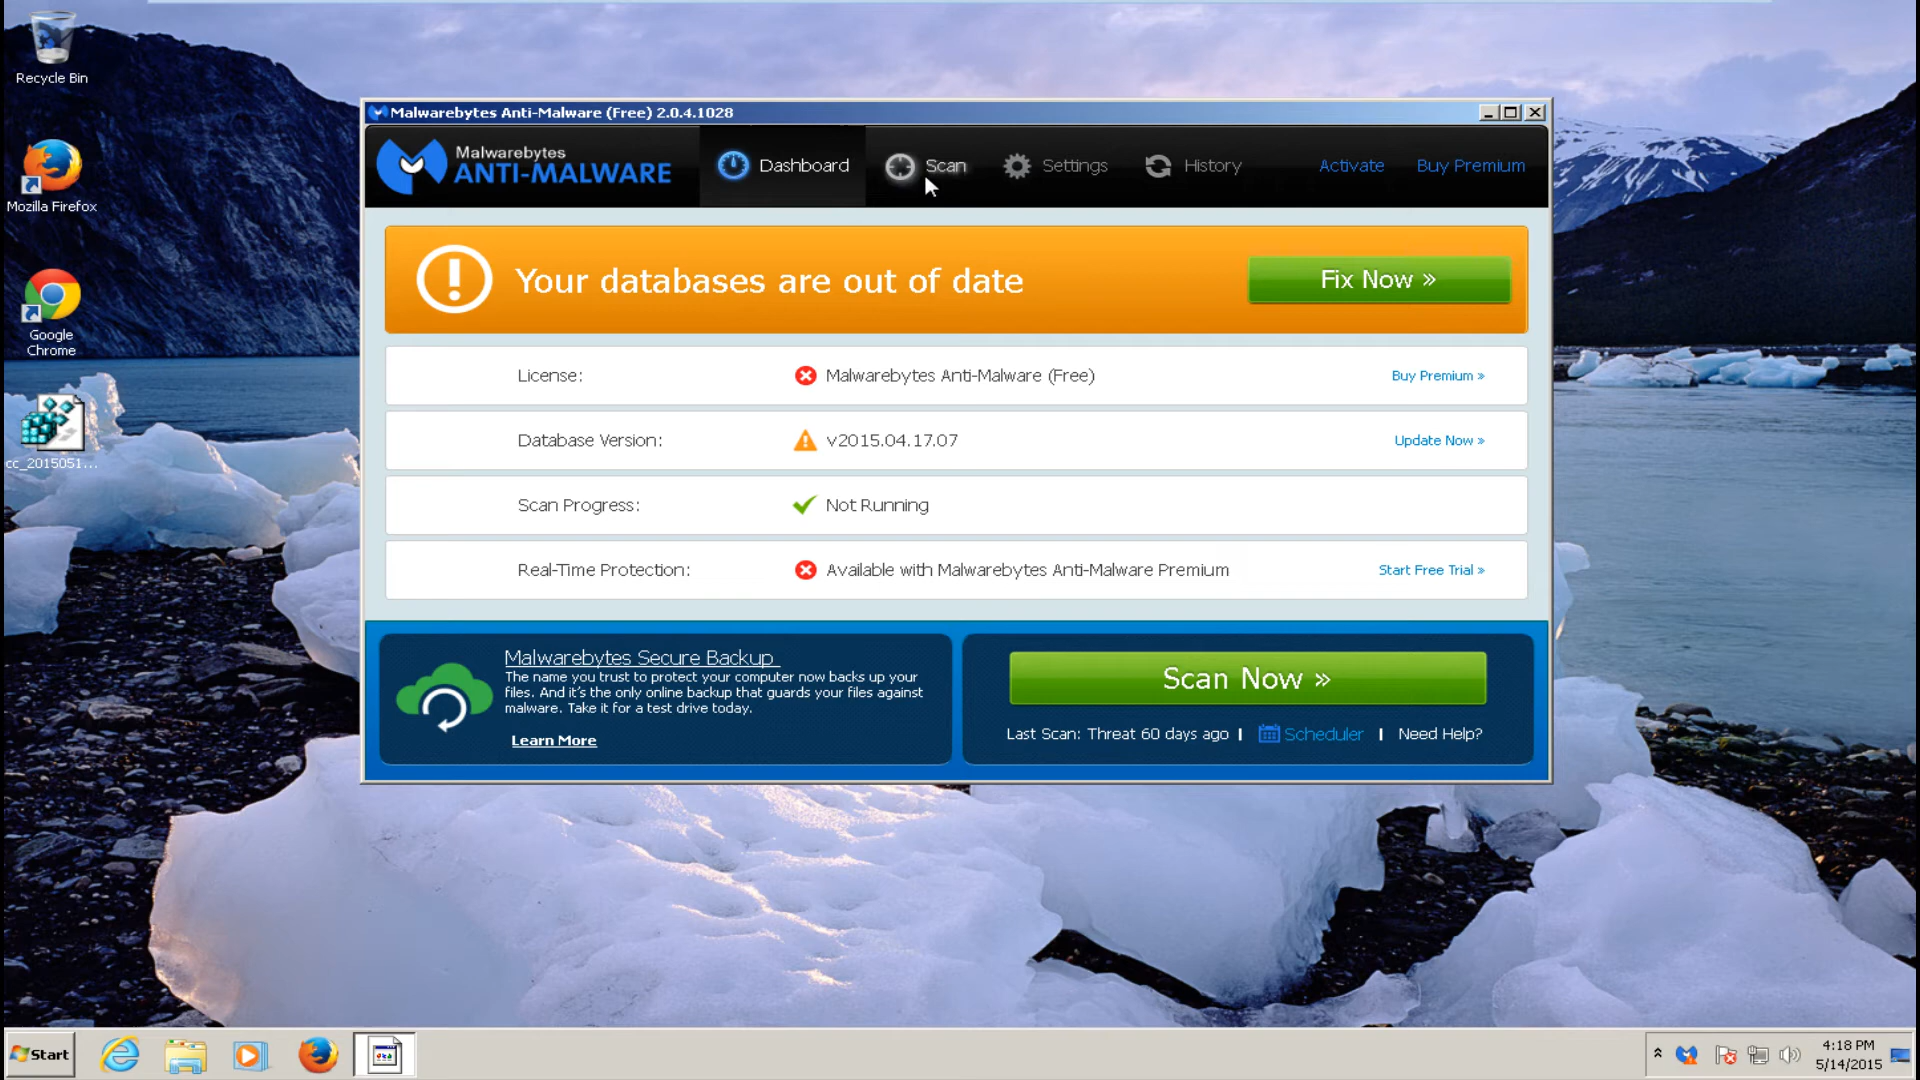 Recycle Bin
Mozilla Firefox
Google
Chrome
cc_2015051...
Malwarebytes Anti-Malware (Free) 2.0.4.1028
Malwarebytes
ANTI-MALWARE
Dashboard
Scan
Settings
History
Activate
Buy Premium
Your databases are out of date
Fix Now »
License:
Malwarebytes Anti-Malware (Free)
Buy Premium »
Database Version:
v2015.04.17.07
Update Now »
Scan Progress:
Not Running
Real-Time Protection:
Available with Malwarebytes Anti-Malware Premium
Start Free Trial »
Malwarebytes Secure Backup
The name you trust to protect your computer now backs up your
files. And it's the only online backup that guards your files against
malware. Take it for a test drive today.
Learn More
Scan Now »
Last Scan: Threat 60 days ago | Scheduler | Need Help?
Start
4:18 PM
5/14/2015